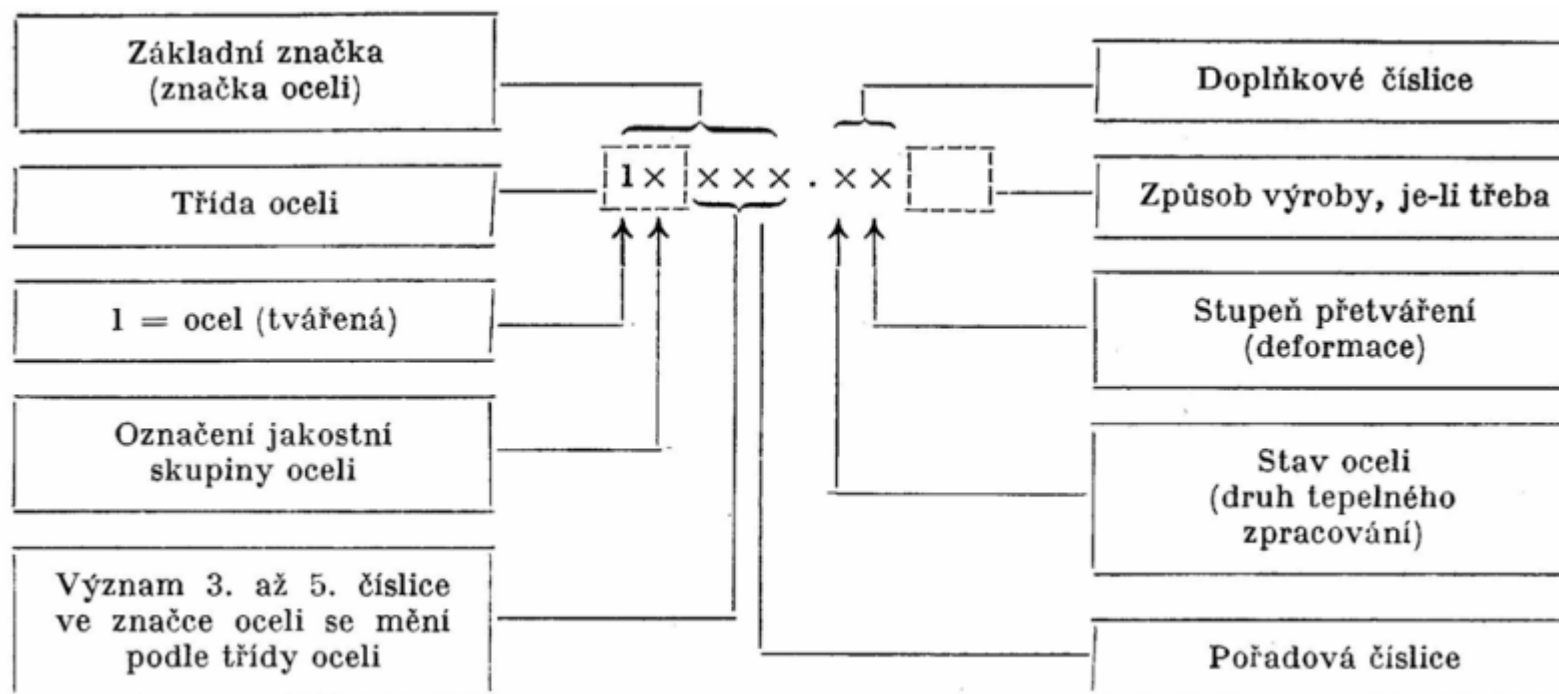 Základní značka
(značka oceli)
Třída oceli
1 = ocel (tvářená)
Označení jakostní
skupiny oceli
Význam 3. až 5. číslice
ve značce oceli se mění
podle třídy oceli
1× ××× . ××
Doplňkové číslice
Způsob výroby, je-li třeba
Stupeň přetváření
(deformace)
Stav oceli
(druh tepelného
zpracování)
Pořadová číslice